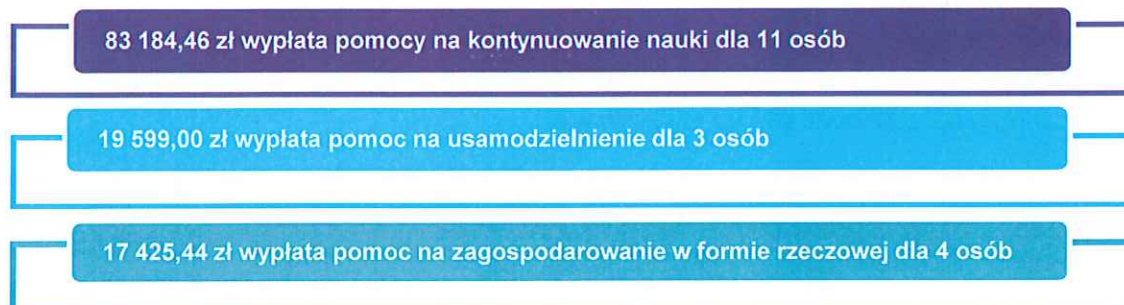 83 184,46 zł wypłata pomocy na kontynuowanie nauki dla 11 osób
19 599,00 zł wypłata pomoc na usamodzielnienie dla 3 osób
17 425,44 zł wypłata pomoc na zagospodarowanie w formie rzeczowej dla 4 osób